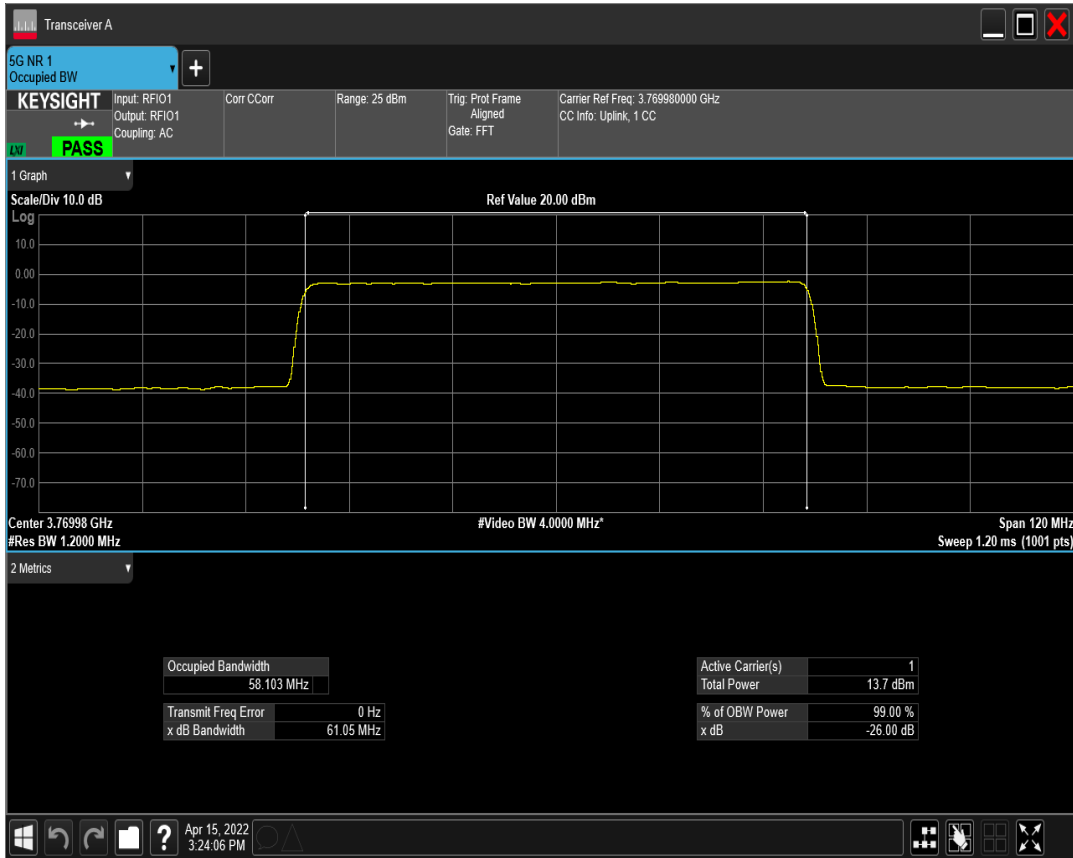 Transceiver A
5G NR 1
Occupied BW
+
KEYSIGHT
LXI
PASS
Input: RFIO1
Output: RFIO1
Coupling: AC
Corr CCorr
Range: 25 dBm
Trig: Prot Frame
Aligned
Gate: FFT
Carrier Ref Freq: 3.769980000 GHz
CC Info: Uplink, 1 CC
1 Graph
Scale/Div 10.0 dB
Ref Value 20.00 dBm
Log
10.0
0.00
-10.0
-20.0
-30.0
-40.0
-50.0
-60.0
-70.0
Center 3.76998 GHz
#Video BW 4.0000 MHz*
Span 120 MHz
#Res BW 1.2000 MHz
Sweep 1.20 ms (1001 pts)
2 Metrics
Occupied Bandwidth
58.103 MHz
Transmit Freq Error 0 Hz
x dB Bandwidth 61.05 MHz
Active Carrier(s) 1
Total Power 13.7 dBm
% of OBW Power 99.00 %
x dB -26.00 dB
?
Apr 15, 2022
3:24:06 PM